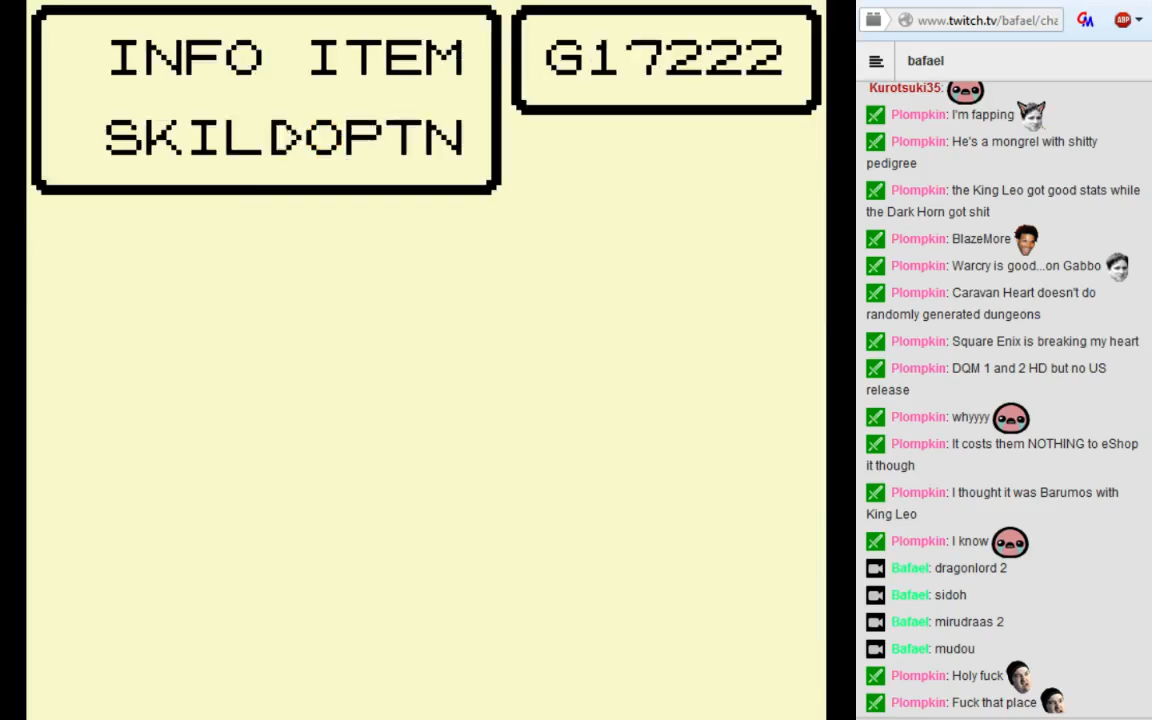 INFO ITEM
SKILDOPTN
G17222
www.twitch.tv/bafael/cha
GM
ABP
bafael
Kurotsuki35:
Plompkin: I'm fapping
Plompkin: He's a mongrel with shitty
pedigree
Plompkin: the King Leo got good stats while
the Dark Horn got shit
Plompkin: BlazeMore
Plompkin: Warcry is good...on Gabbo
Plompkin: Caravan Heart doesn't do
randomly generated dungeons
Plompkin: Square Enix is breaking my heart
Plompkin: DQM 1 and 2 HD but no US
release
Plompkin: whyyyy
Plompkin: It costs them NOTHING to eShop
it though
Plompkin: I thought it was Barumos with
King Leo
Plompkin: I know
Bafael: dragonlord 2
Bafael: sidoh
Bafael: mirudraas 2
Bafael: mudou
Plompkin: Holy fuck
Plompkin: Fuck that place